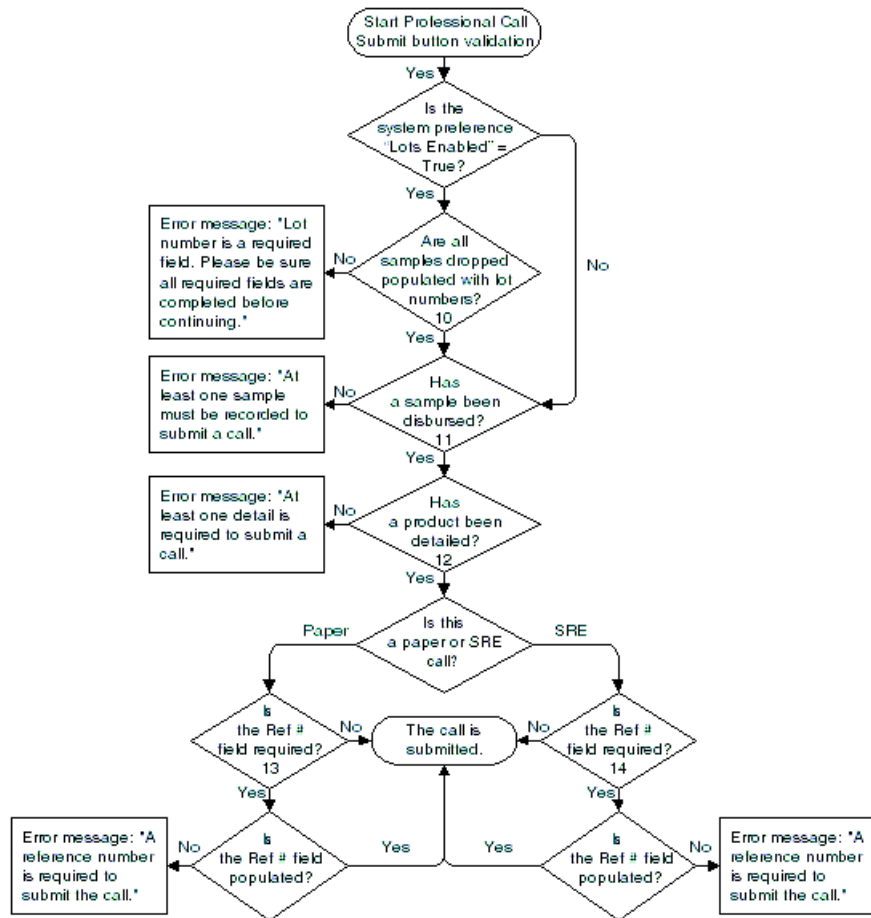 Start Professional Call
Submit button validation
Yes
Is the
system preference
"Lots Enabled" =
True?
Yes
No
Error message: "Lot
number is a required
field. Please be sure
all required fields are
completed before
continuing."
No
Are all
samples dropped
populated with lot
numbers?
10
Yes
Error message: "At
least one sample
must be recorded to
submit a call."
No
Has
a sample been
disbursed?
11
Yes
Error message: "At
least one detail is
required to submit a
call."
No
Has
a product been
detailed?
12
Yes
Is this
a paper or SRE
call?
Paper
SRE
Is
the Ref #
field required?
13
No
The call is
submitted.
No
Is
the Ref #
field required?
14
Yes
Yes
Error message: "A
reference number
is required to
submit the call."
No
Is
the Ref # field
populated?
Yes
Yes
Is
the Ref # field
populated?
No
Error message: "A
reference number
is required to
submit the call."